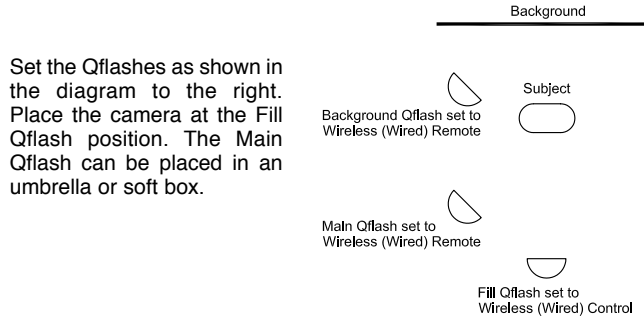 Background
Set the Qflashes as shown in
the diagram to the right.
Place the camera at the Fill
Qflash position. The Main
Qflash can be placed in an
umbrella or soft box.
Subject
Background Qflash set to
Wireless (Wired) Remote
Main Qflash set to
Wireless (Wired) Remote
Fill Qflash set to
Wireless (Wired) Control